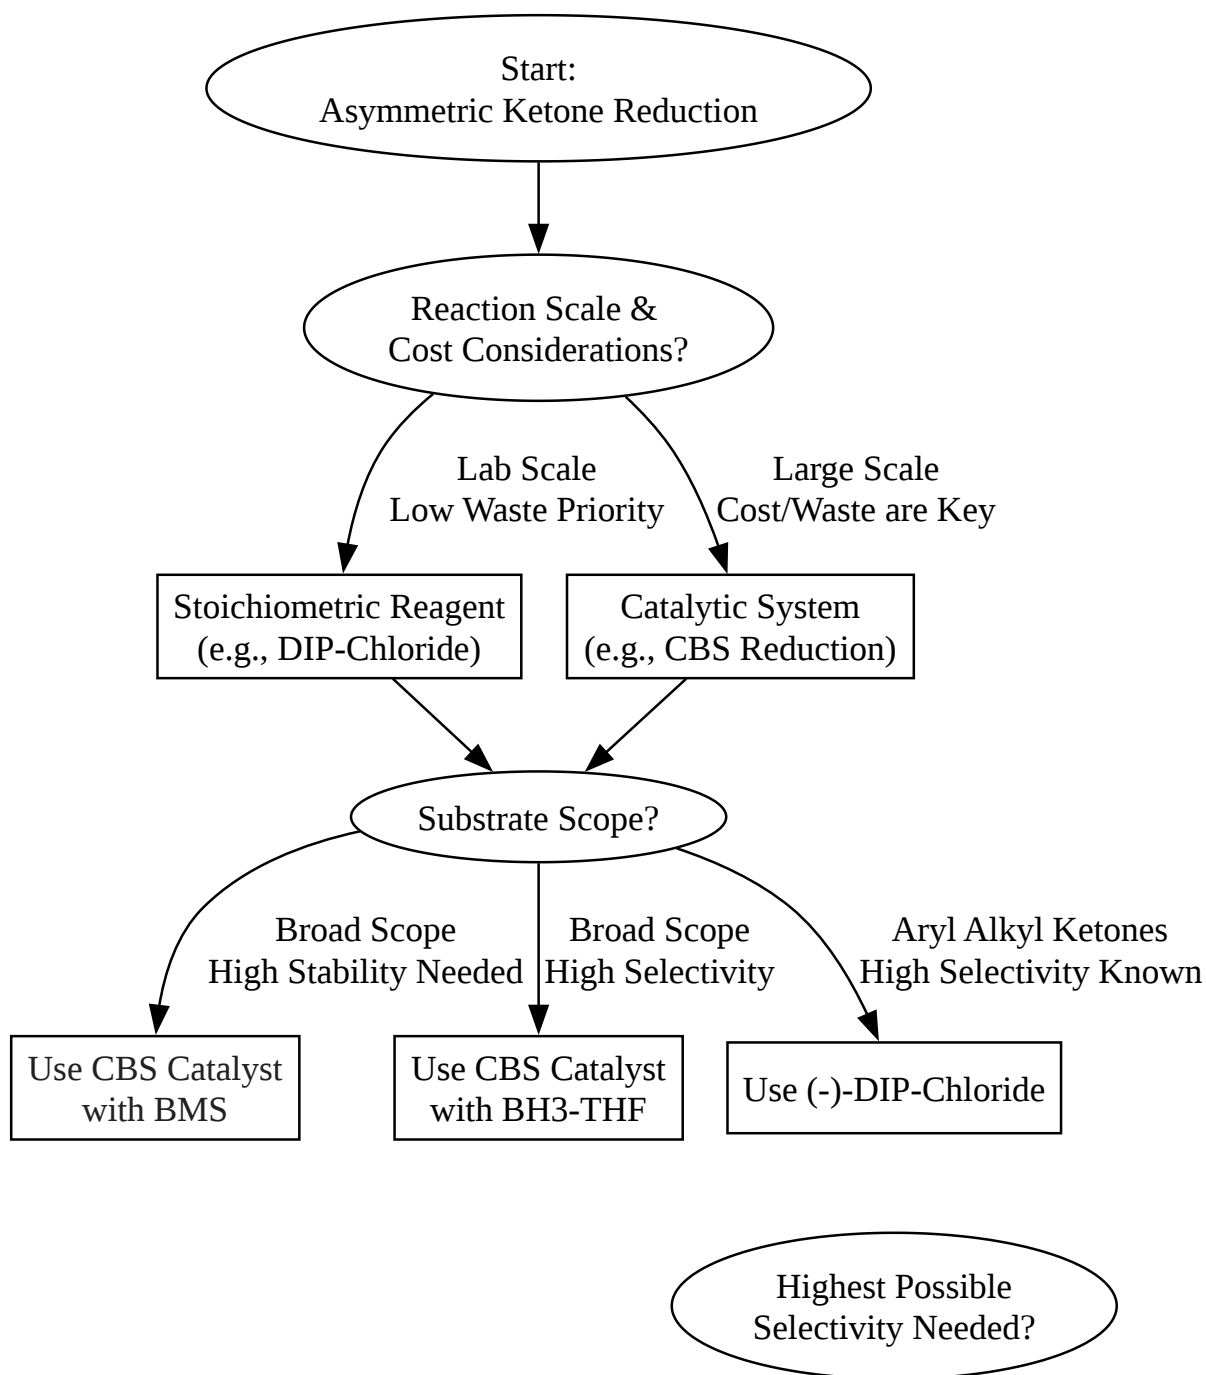 Start:
Asymmetric Ketone Reduction
Reaction Scale &
Cost Considerations?
Lab Scale
Low Waste Priority
Large Scale
Cost/Waste are Key
Stoichiometric Reagent
(e.g., DIP-Chloride)
Catalytic System
(e.g., CBS Reduction)
Substrate Scope?
Broad Scope
High Stability Needed
Broad Scope
High Selectivity
Aryl Alkyl Ketones
High Selectivity Known
Use CBS Catalyst
with BMS
Use CBS Catalyst
with BH3-THF
Use (-)-DIP-Chloride
Highest Possible
Selectivity Needed?